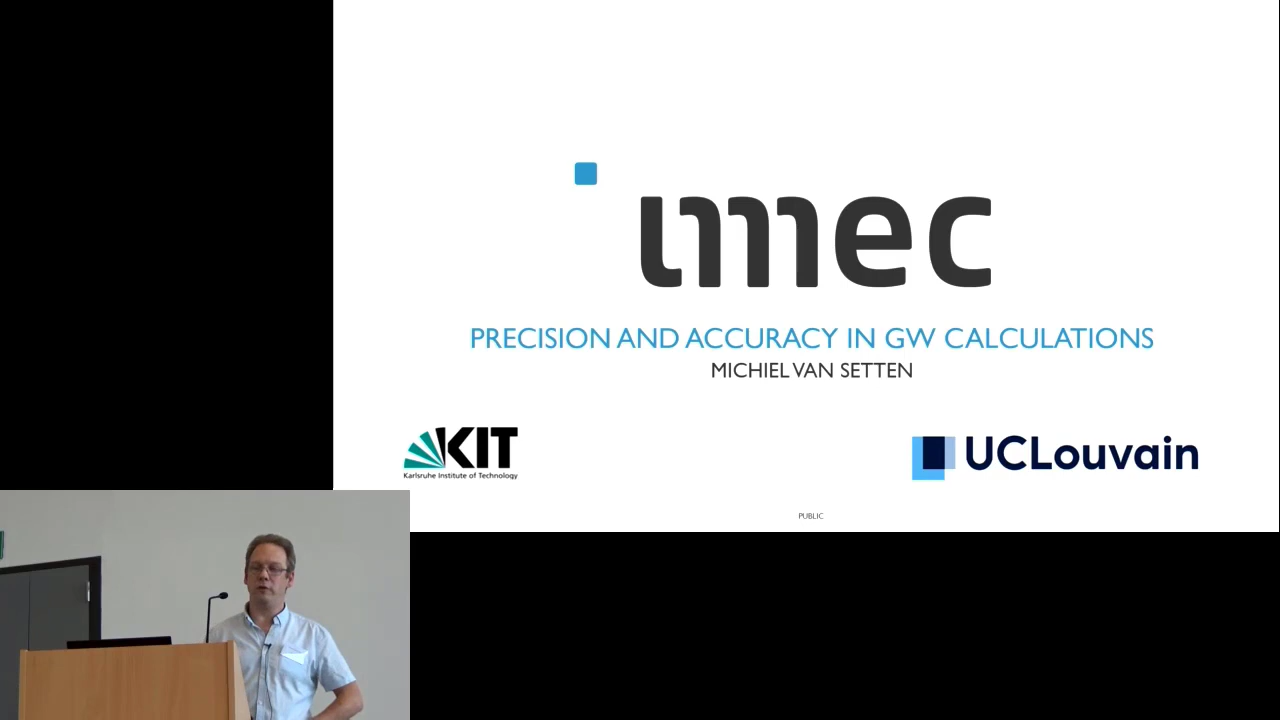 imec
PRECISION AND ACCURACY IN GW CALCULATIONS
MICHIEL VAN SETTEN
KIT
Karlsruhe Institute of Technology
UCLouvain
PUBLIC